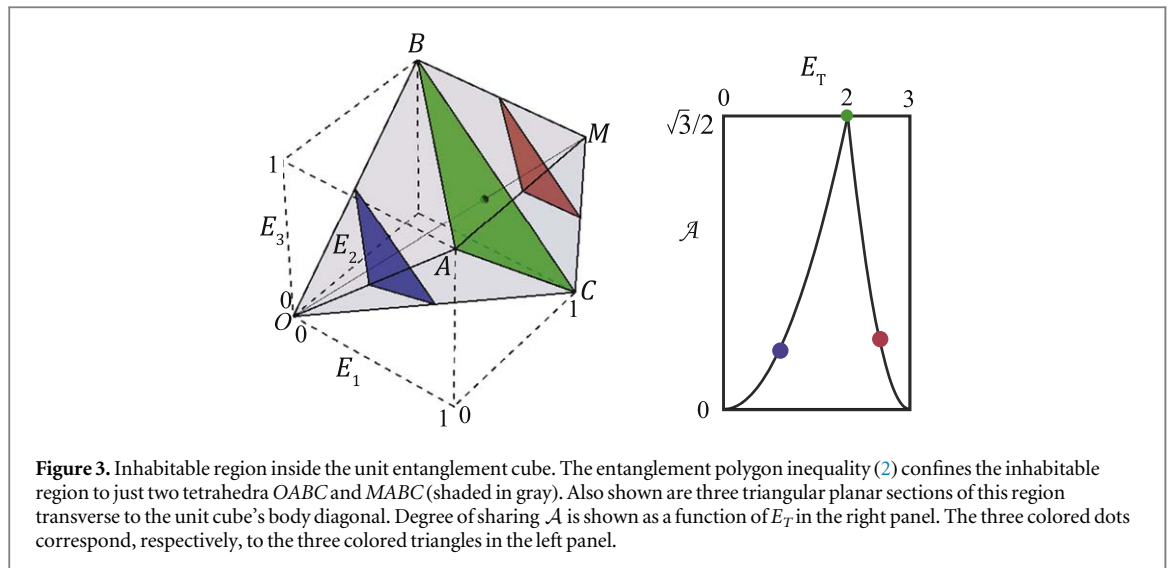 B
E_T
0 2 3
√3/2
M
1
E₃
E₂
A
𝒜
0
O
0
C
1
E₁
1 0
0
Figure 3. Inhabitable region inside the unit entanglement cube. The entanglement polygon inequality (2) confines the inhabitable
region to just two tetrahedra OABC and MABC (shaded in gray). Also shown are three triangular planar sections of this region
transverse to the unit cube's body diagonal. Degree of sharing 𝒜 is shown as a function of E_T in the right panel. The three colored dots
correspond, respectively, to the three colored triangles in the left panel.